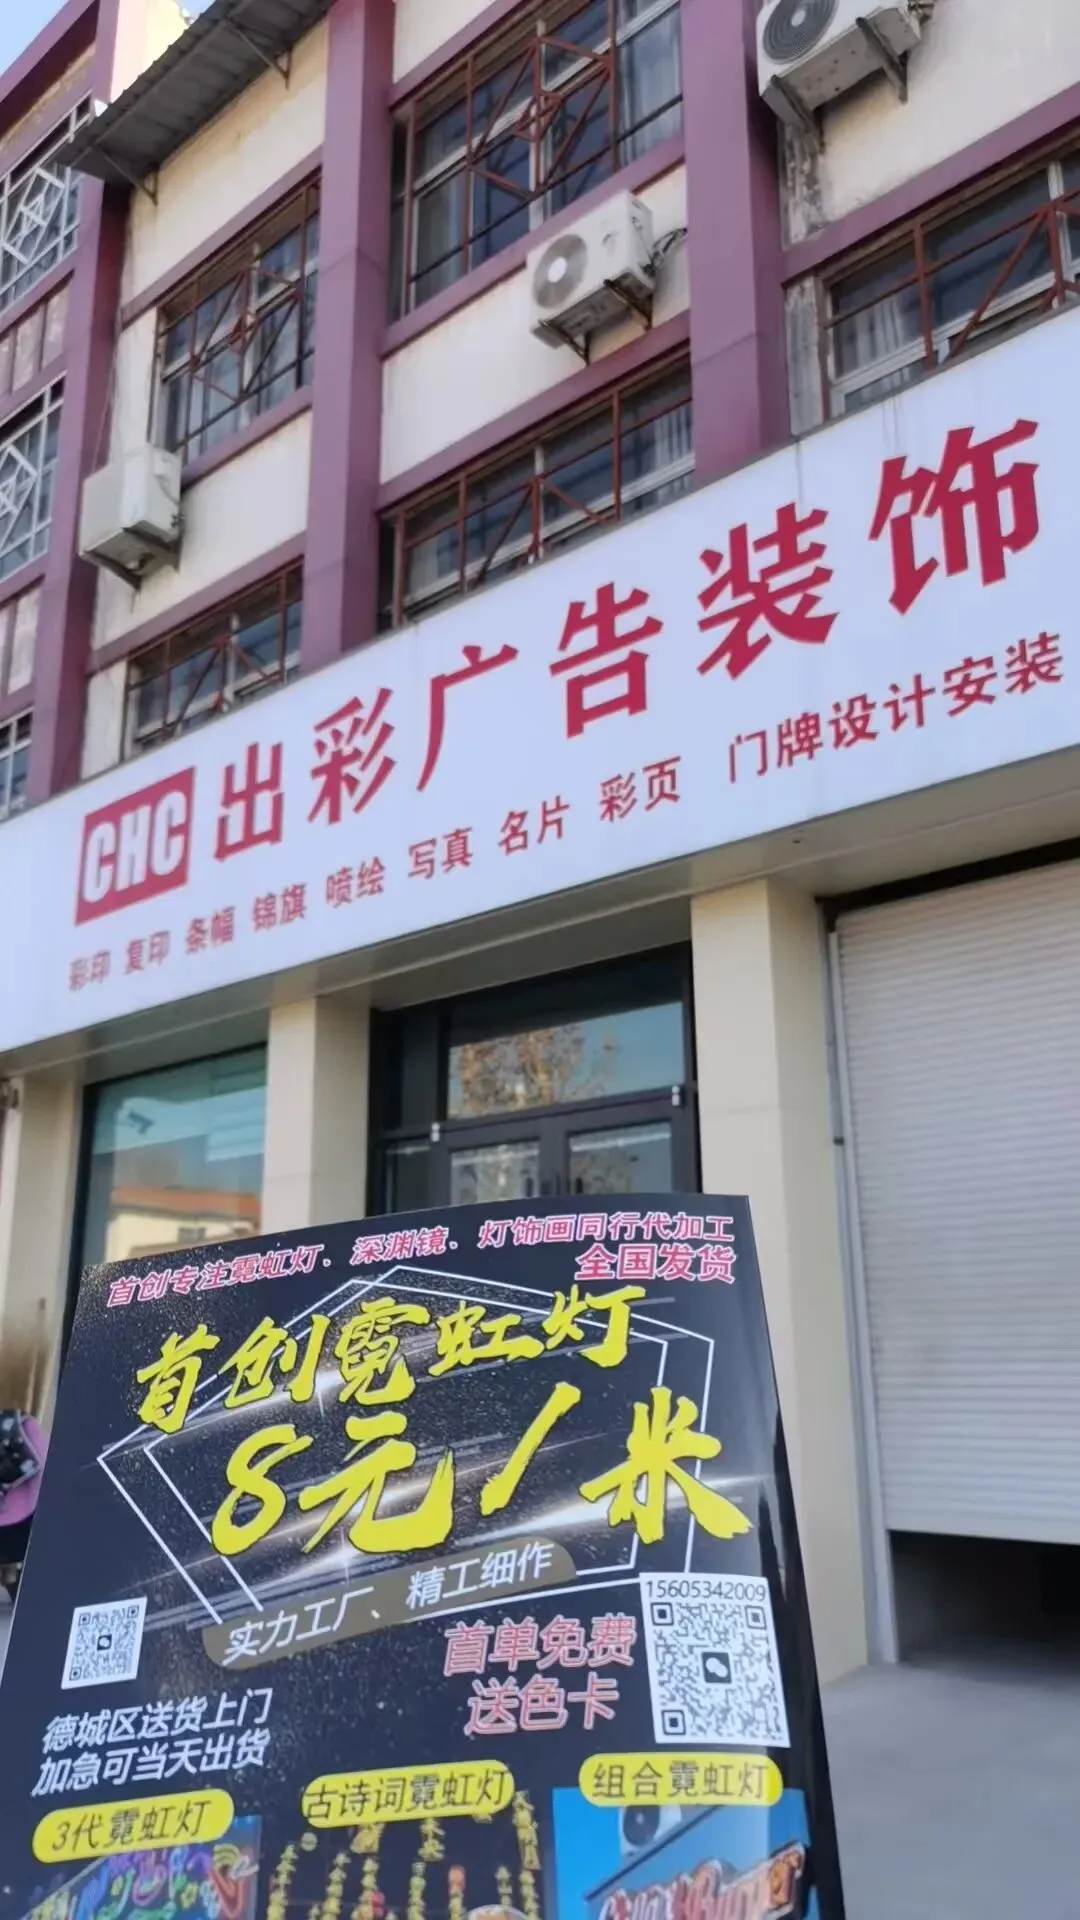 CHC 出彩广告装饰
彩印 复印 条幅 锦旗 喷绘 写真 名片 彩页 门牌设计安装
首创专注霓虹灯、深渊镜、灯饰画同行代加工
全国发货
首创霓虹灯
8元/米
实力工厂、精工细作
15605342009
首单免费
送色卡
德城区送货上门
加急可当天出货
3代霓虹灯
古诗词霓虹灯
组合霓虹灯